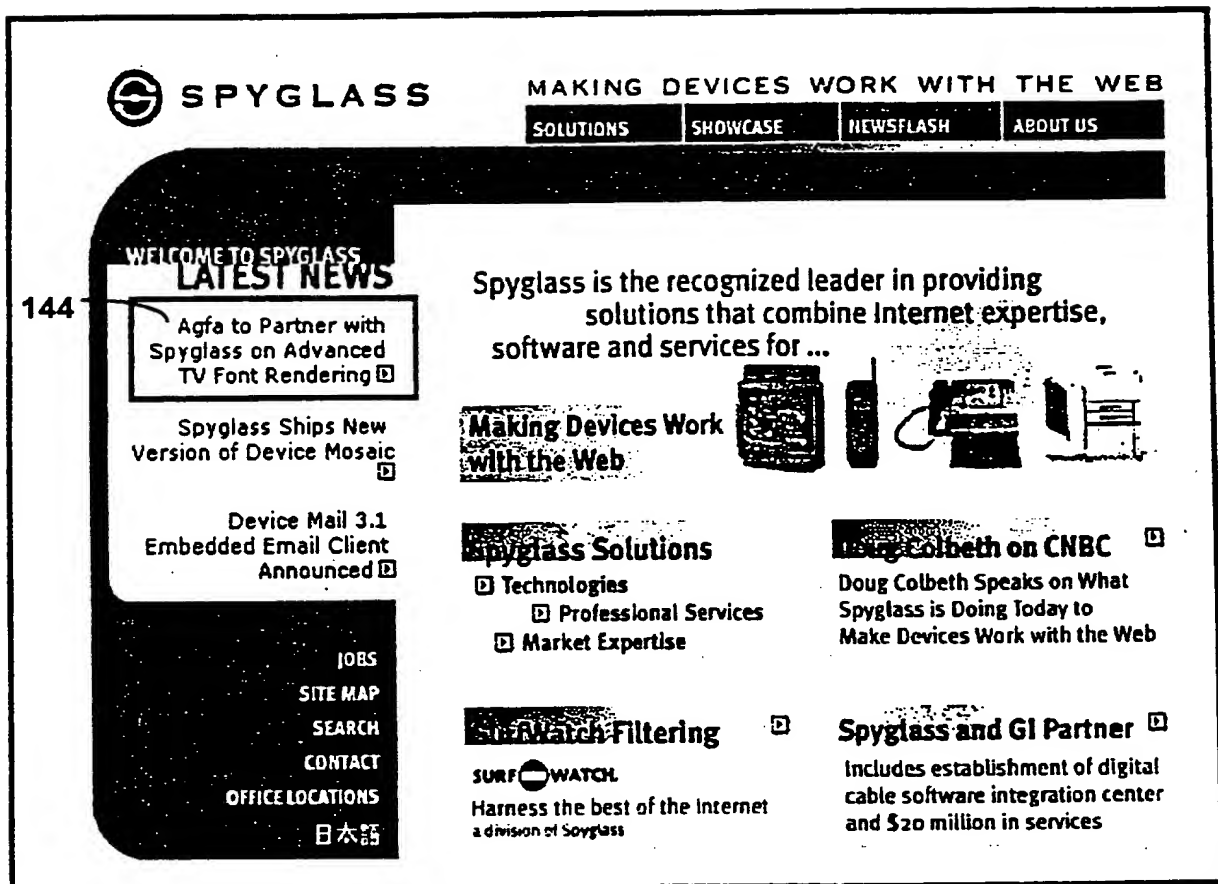 SPYGLASS
MAKING DEVICES WORK WITH THE WEB
SOLUTIONS SHOWCASE NEWSFLASH ABOUT US
WELCOME TO SPYGLASS
LATEST NEWS
144
Agfa to Partner with
Spyglass on Advanced
TV Font Rendering
Spyglass Ships New
Version of Device Mosaic
Device Mail 3.1
Embedded Email Client
Announced
JOBS
SITE MAP
SEARCH
CONTACT
OFFICE LOCATIONS
日本語
Spyglass is the recognized leader in providing
solutions that combine Internet expertise,
software and services for ...
Making Devices Work
with the Web
Spyglass Solutions
Technologies
Professional Services
Market Expertise
Doug Colbeth on CNBC
Doug Colbeth Speaks on What
Spyglass is Doing Today to
Make Devices Work with the Web
SurfWatch Filtering
SURF WATCH.
Harness the best of the Internet
a division of Spyglass
Spyglass and GI Partner
Includes establishment of digital
cable software integration center
and $20 million in services